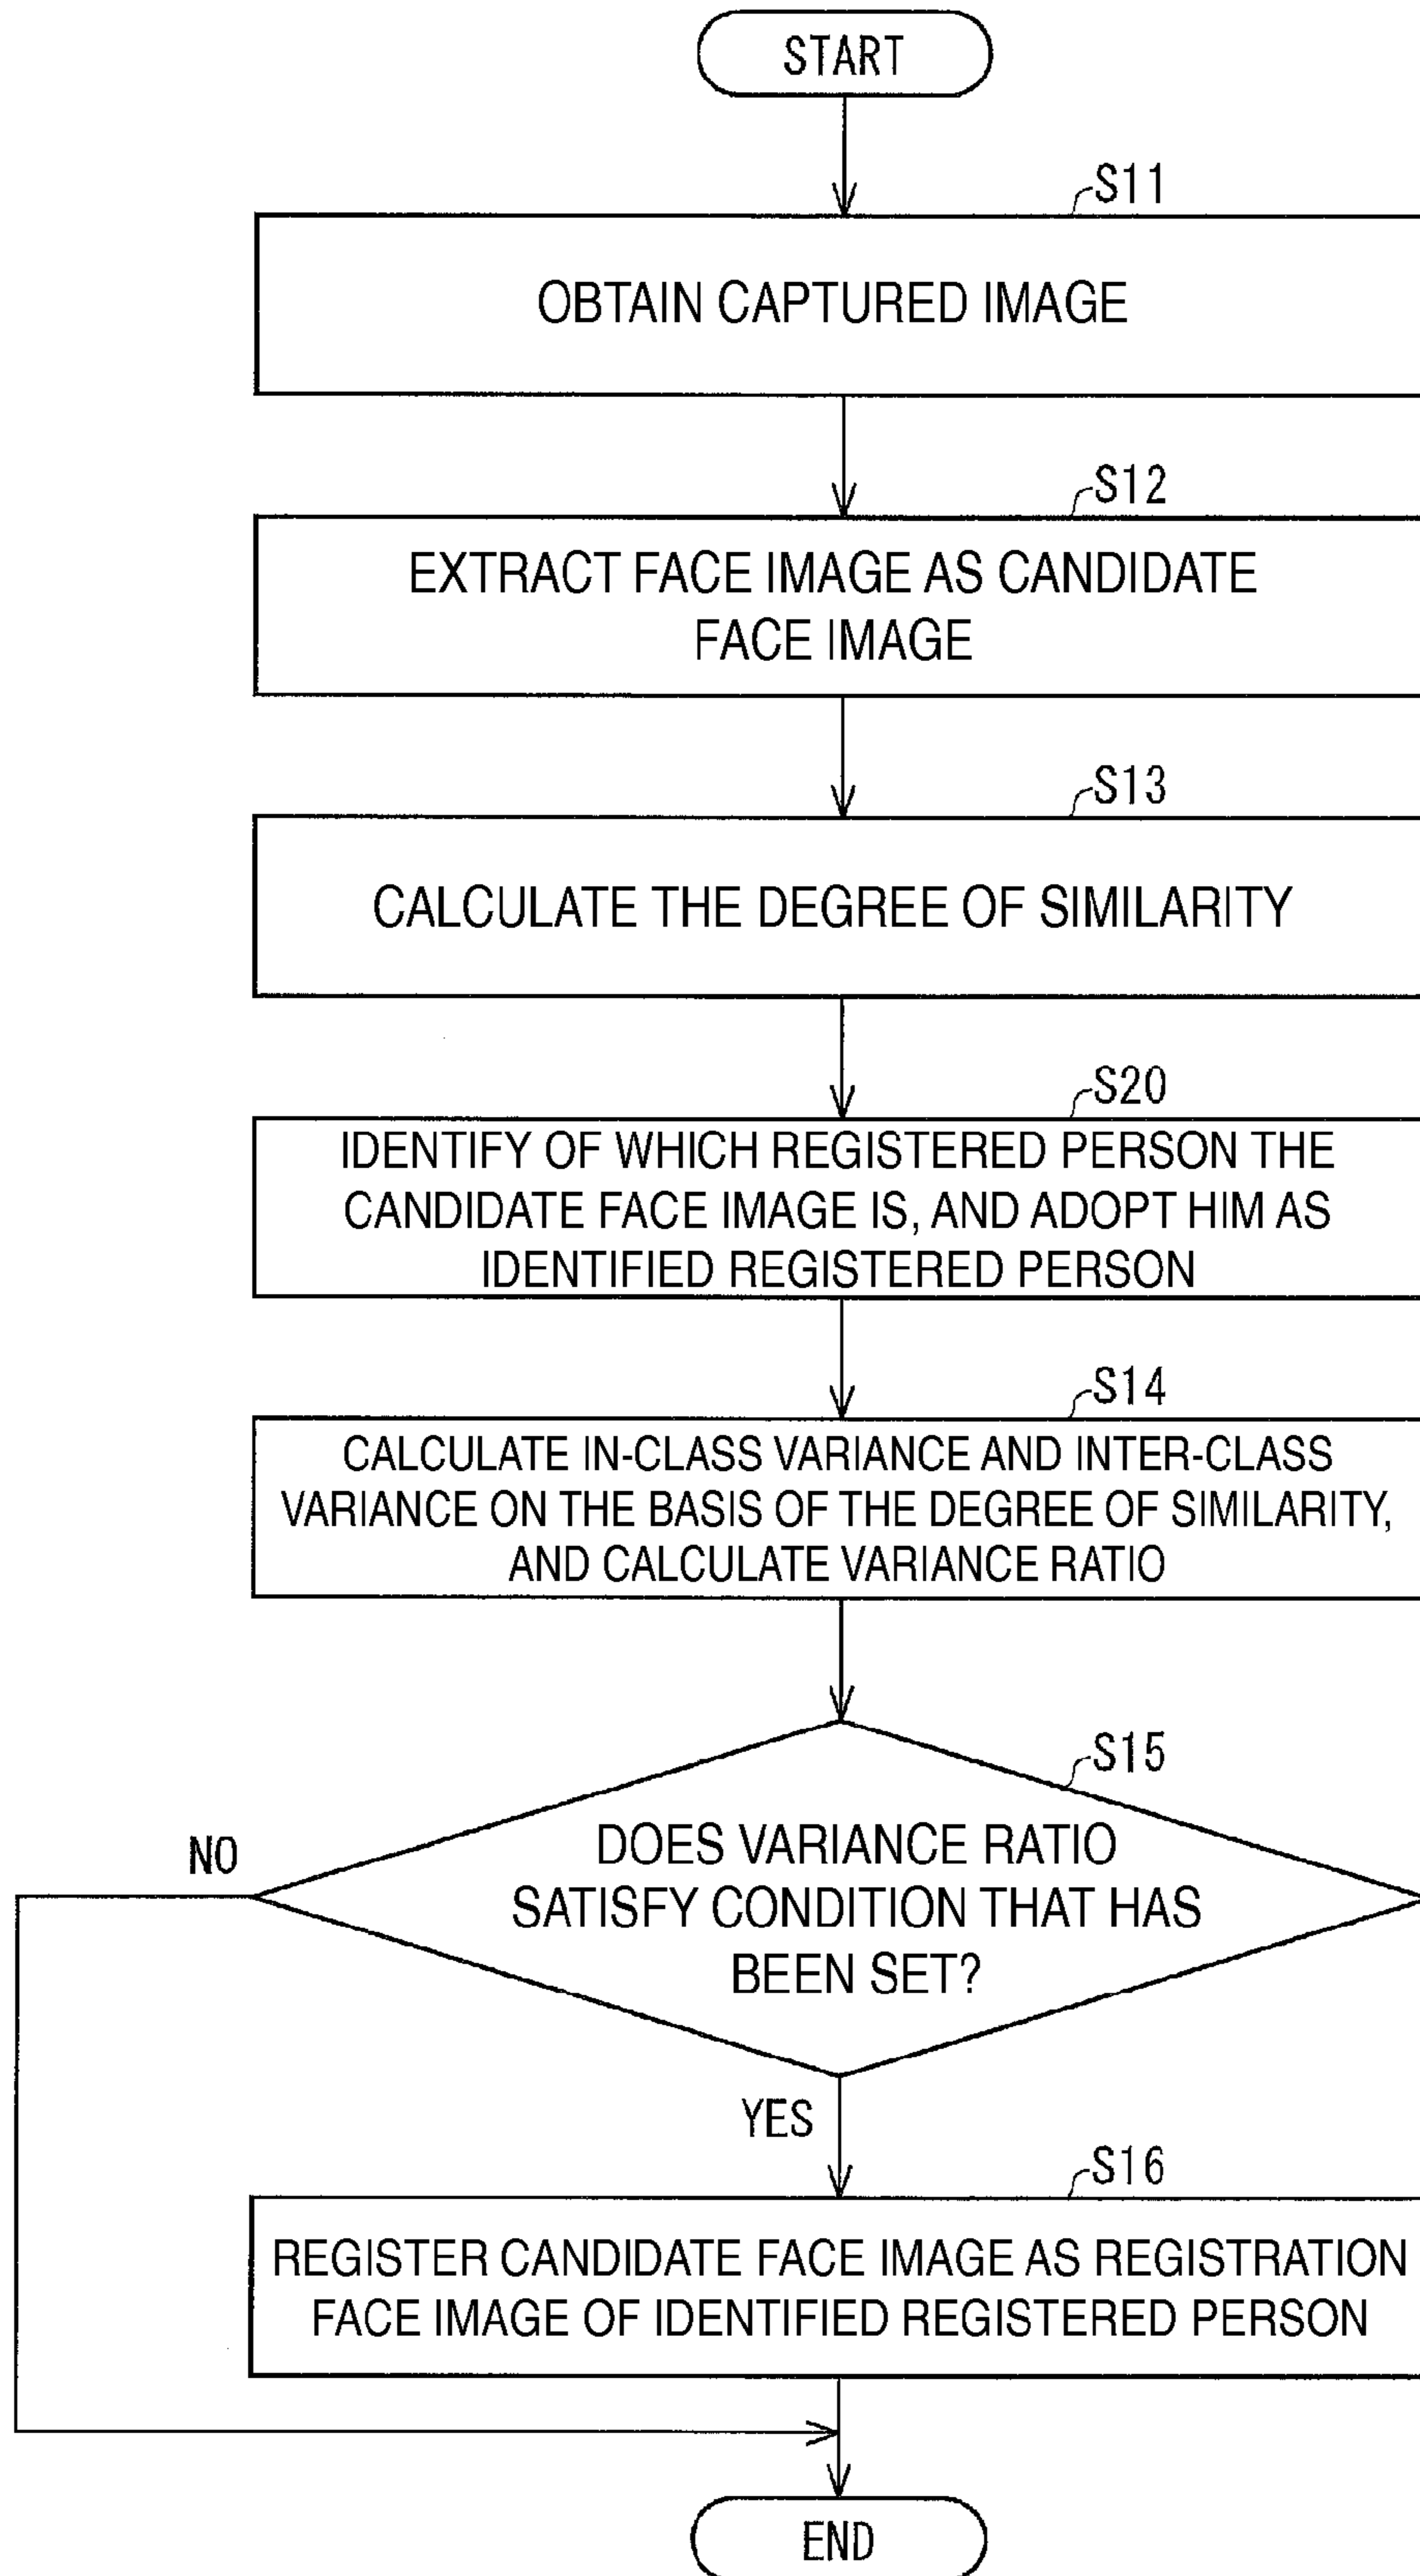 START
S11
OBTAIN CAPTURED IMAGE
S12
EXTRACT FACE IMAGE AS CANDIDATE
FACE IMAGE
S13
CALCULATE THE DEGREE OF SIMILARITY
S20
IDENTIFY OF WHICH REGISTERED PERSON THE
CANDIDATE FACE IMAGE IS, AND ADOPT HIM AS
IDENTIFIED REGISTERED PERSON
S14
CALCULATE IN-CLASS VARIANCE AND INTER-CLASS
VARIANCE ON THE BASIS OF THE DEGREE OF SIMILARITY,
AND CALCULATE VARIANCE RATIO
S15
DOES VARIANCE RATIO
SATISFY CONDITION THAT HAS
BEEN SET?
NO
YES
S16
REGISTER CANDIDATE FACE IMAGE AS REGISTRATION
FACE IMAGE OF IDENTIFIED REGISTERED PERSON
END